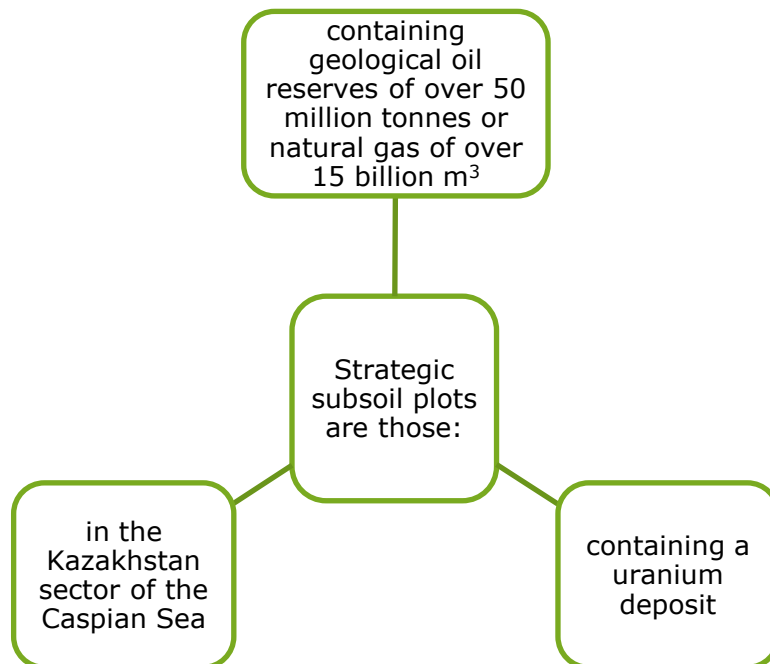 containing
geological oil
reserves of over 50
million tonnes or
natural gas of over
15 billion m³
Strategic
subsoil plots
are those:
in the
Kazakhstan
sector of the
Caspian Sea
containing a
uranium
deposit